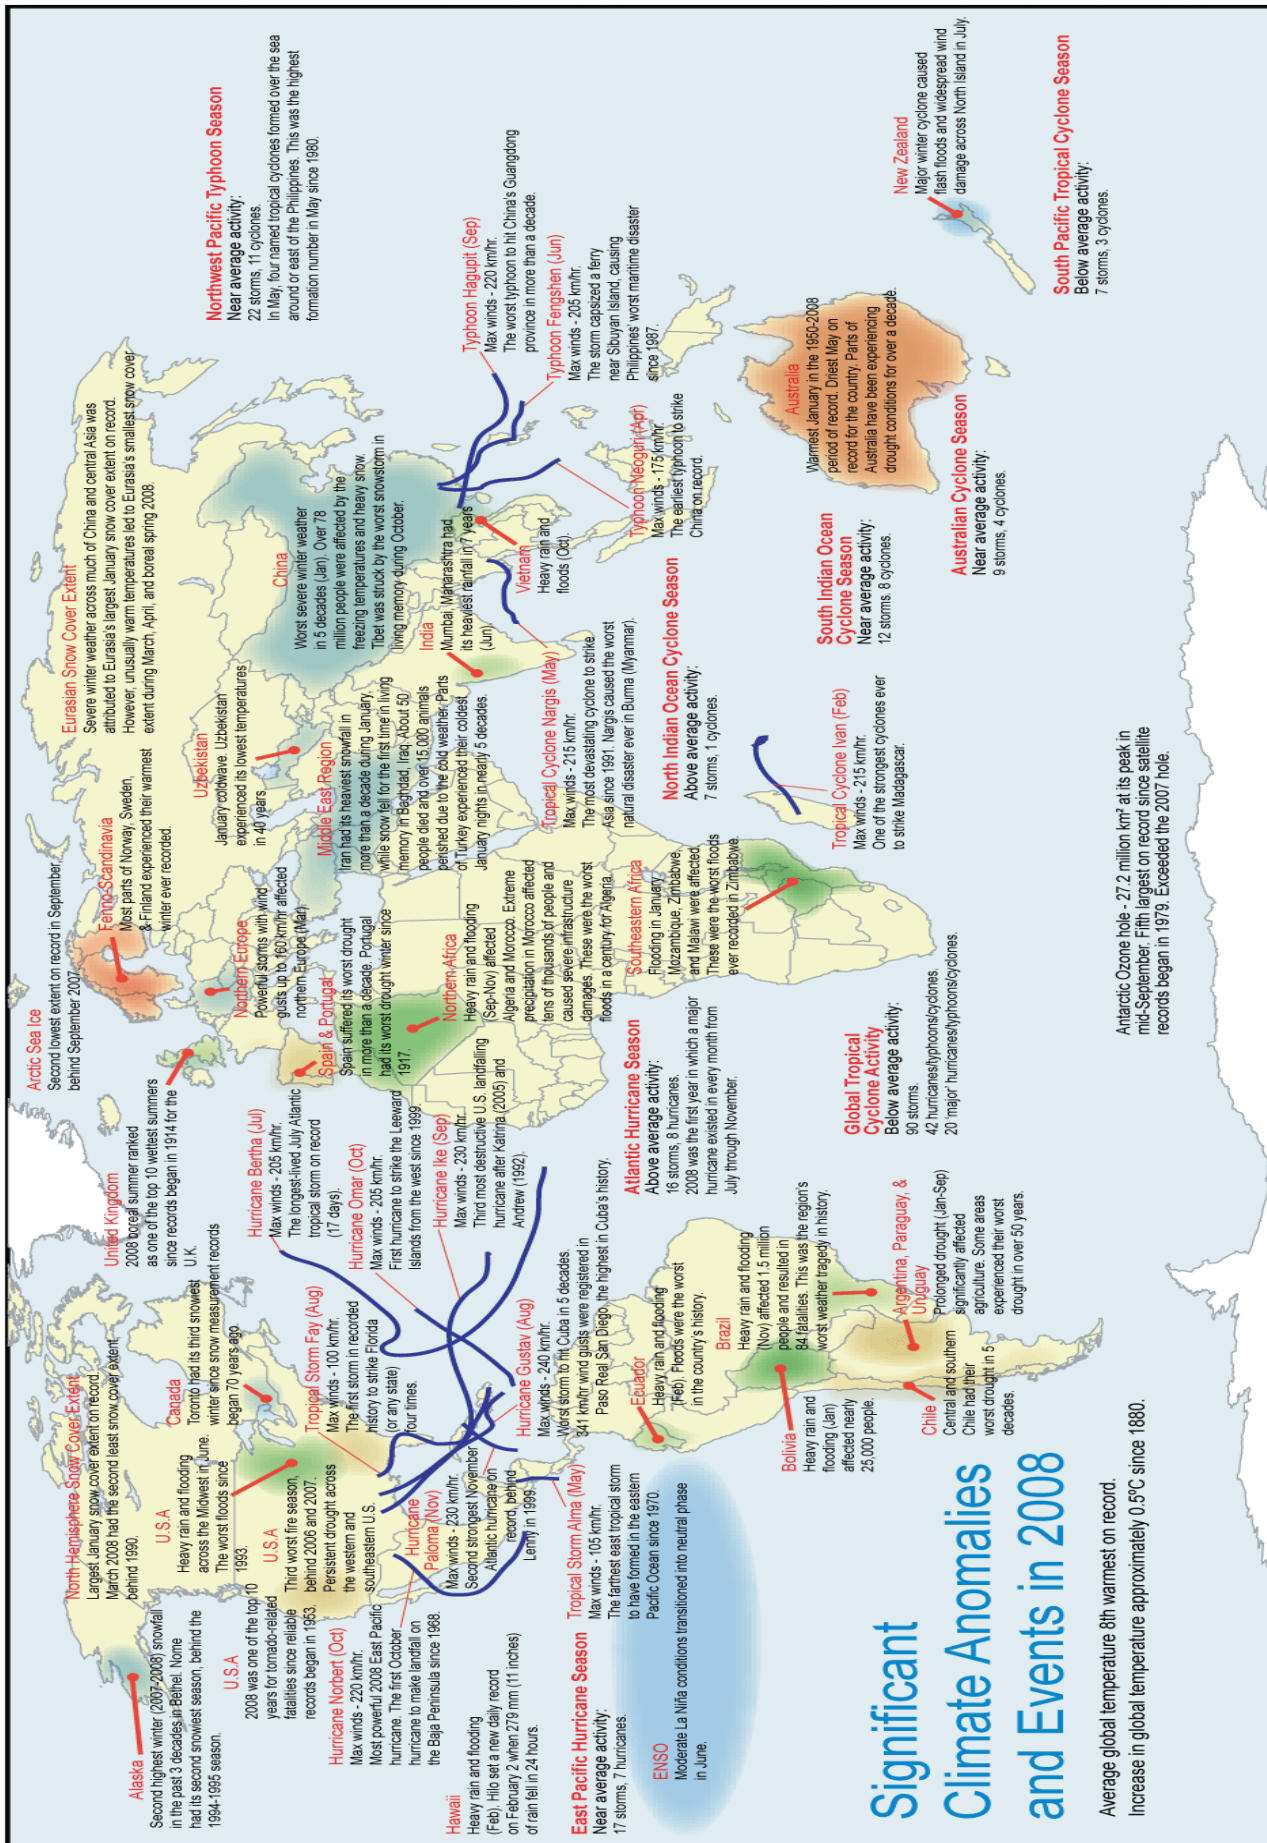 Significant
Climate Anomalies
and Events in 2008
Average global temperature 8th warmest on record.
Increase in global temperature approximately 0.5ºC since 1880.
Alaska
Second highest winter (2007-2008) snowfall
in the past 3 decades in Bethel. Nome
had its second snowiest season, behind the
1994-1995 season.
North Hemisphere Snow Cover Extent
Largest January snow cover extent on record.
March 2008 had the second least snow cover extent,
behind 1990.
Canada
Toronto had its third snowiest
winter since snow measurement records
began 70 years ago.
U.S.A
Heavy rain and flooding
across the Midwest in June.
The worst floods since
1993.
U.S.A
2008 was one of the top 10
years for tornado-related
fatalities since reliable
records began in 1953.
U.S.A
Third worst fire season,
behind 2006 and 2007.
Persistent drought across
the western and
southeastern U.S.
Hurricane Norbert (Oct)
Max winds - 220 km/hr.
Most powerful 2008 East Pacific
hurricane. The first October
hurricane to make landfall on
the Baja Peninsula since 1968.
Hurricane
Paloma (Nov)
Max winds - 230 km/hr.
Second strongest November
Atlantic hurricane on
record, behind
Lenny in 1999.
Tropical Storm Fay (Aug)
Max winds - 100 km/hr.
The first storm in recorded
history to strike Florida
(or any state)
four times.
Hawaii
Heavy rain and flooding
(Feb). Hilo set a new daily record
on February 2 when 279 mm (11 inches)
of rain fell in 24 hours.
East Pacific Hurricane Season
Near average activity:
17 storms, 7 hurricanes.
Tropical Storm Alma (May)
Max winds - 105 km/hr.
The farthest east tropical storm
to have formed in the eastern
Pacific Ocean since 1970.
ENSO
Moderate La Niña conditions transitioned into neutral phase
in June.
Hurricane Gustav (Aug)
Max winds - 240 km/hr.
Worst storm to hit Cuba in 5 decades.
341 km/hr wind gusts were registered in
Paso Real San Diego, the highest in Cuba's history.
Hurricane Bertha (Jul)
Max winds - 205 km/hr.
The longest-lived July Atlantic
tropical storm on record
(17 days).
Hurricane Omar (Oct)
Max winds - 205 km/hr.
First hurricane to strike the Leeward
Islands from the west since 1999.
Hurricane Ike (Sep)
Max winds - 230 km/hr.
Third most destructive U.S. landfalling
hurricane after Katrina (2005) and
Andrew (1992).
Ecuador
Heavy rain and flooding
(Feb). Floods were the worst
in the country's history.
Brazil
Heavy rain and flooding
(Nov) affected 1.5 million
people and resulted in
84 fatalities. This was the region's
worst weather tragedy in history.
Bolivia
Heavy rain and
flooding (Jan)
affected nearly
25,000 people.
Chile
Central and southern
Chile had their
worst drought in 5
decades.
Argentina, Paraguay, &
Uruguay
Prolonged drought (Jan-Sep)
significantly affected
agriculture. Some areas
experienced their worst
drought in over 50 years.
Atlantic Hurricane Season
Above average activity:
16 storms, 8 hurricanes.
2008 was the first year in which a major
hurricane existed in every month from
July through November.
Global Tropical
Cyclone Activity
Below average activity:
90 storms.
42 hurricanes/typhoons/cyclones.
20 'major' hurricanes/typhoons/cyclones.
Arctic Sea Ice
Second lowest extent on record in September,
behind September 2007.
United Kingdom
2008 boreal summer ranked
as one of the top 10 wettest summers
since records began in 1914 for the
U.K.
Fenno-Scandinavia
Most parts of Norway, Sweden,
& Finland experienced their warmest
winter ever recorded.
Northern Europe
Powerful storms with wind
gusts up to 160 km/hr affected
northern Europe (Mar).
Spain & Portugal
Spain suffered its worst drought
in more than a decade. Portugal
had its worst drought winter since
1917.
Northern Africa
Heavy rain and flooding
(Sep-Nov) affected
Algeria and Morocco. Extreme
precipitation in Morocco affected
tens of thousands of people and
caused severe infrastructure
damages. These were the worst
floods in a century for Algeria.
Southeastern Africa
Flooding in January.
Mozambique, Zimbabwe,
and Malawi were affected.
These were the worst floods
ever recorded in Zimbabwe.
Eurasian Snow Cover Extent
Severe winter weather across much of China and central Asia was
attributed to Eurasia's largest January snow cover extent on record.
However, unusually warm temperatures led to Eurasia's smallest snow cover
extent during March, April, and boreal spring 2008.
Uzbekistan
January coldwave. Uzbekistan
experienced its lowest temperatures
in 40 years.
Middle East Region
Iran had its heaviest snowfall in
more than a decade during January,
while snow fell for the first time in living
memory in Baghdad, Iraq. About 50
people died and over 15,000 animals
perished due to the cold weather. Parts
of Turkey experienced their coldest
January nights in nearly 5 decades.
China
Worst severe winter weather
in 5 decades (Jan). Over 78
million people were affected by the
freezing temperatures and heavy snow.
Tibet was struck by the worst snowstorm in
living memory during October.
India
Mumbai, Maharashtra had
its heaviest rainfall in 7 years
(Jun).
Vietnam
Heavy rain and
floods (Oct).
Tropical Cyclone Nargis (May)
Max winds - 215 km/hr.
The most devastating cyclone to strike
Asia since 1991. Nargis caused the worst
natural disaster ever in Burma (Myanmar).
North Indian Ocean Cyclone Season
Above average activity:
7 storms, 1 cyclones.
Tropical Cyclone Ivan (Feb)
Max winds - 215 km/hr.
One of the strongest cyclones ever
to strike Madagascar.
Northwest Pacific Typhoon Season
Near average activity:
22 storms, 11 cyclones.
In May, four named tropical cyclones formed over the sea
around or east of the Philippines. This was the highest
formation number in May since 1980.
Typhoon Hagupit (Sep)
Max winds - 220 km/hr.
The worst typhoon to hit China's Guangdong
province in more than a decade.
Typhoon Fengshen (Jun)
Max winds - 205 km/hr.
The storm capsized a ferry
near Sibuyan Island, causing
Philippines' worst maritime disaster
since 1987.
Typhoon Neoguri (Apr)
Max winds - 175 km/hr.
The earliest typhoon to strike
China on record.
South Indian Ocean
Cyclone Season
Near average activity:
12 storms. 8 cyclones.
Australia
Warmest January in the 1950-2008
period of record. Driest May on
record for the country. Parts of
Australia have been experiencing
drought conditions for over a decade.
Australian Cyclone Season
Near average activity:
9 storms, 4 cyclones.
New Zealand
Major winter cyclone caused
flash floods and widespread wind
damage across North Island in July.
South Pacific Tropical Cyclone Season
Below average activity:
7 storms, 3 cyclones.
Antarctic Ozone hole - 27.2 million km² at its peak in
mid-September. Fifth largest on record since satellite
records began in 1979. Exceeded the 2007 hole.